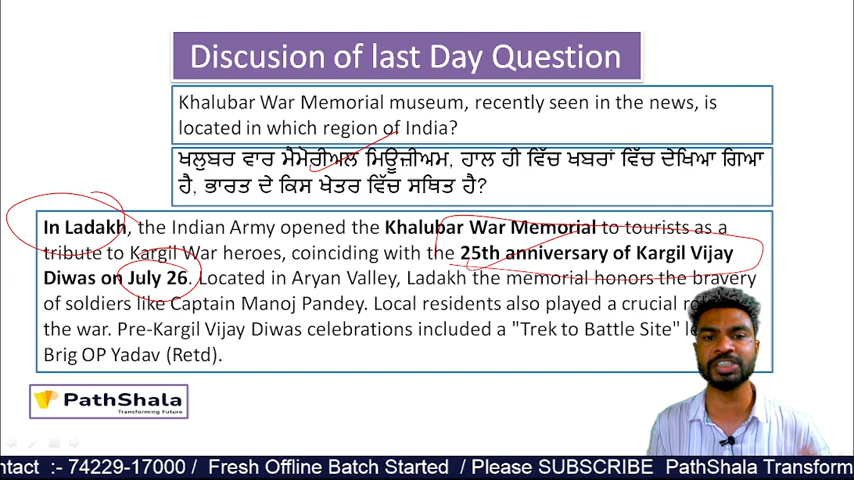 Discusion of last Day Question
Khalubar War Memorial museum, recently seen in the news, is
located in which region of India?
ਖਲੁਬਰ ਵਾਰ ਮੈਮੋਰੀਅਲ ਮਿਊਜ਼ੀਅਮ, ਹਾਲ ਹੀ ਵਿੱਚ ਖਬਰਾਂ ਵਿੱਚ ਦੇਖਿਆ ਗਿਆ
ਹੈ, ਭਾਰਤ ਦੇ ਕਿਸ ਖੇਤਰ ਵਿੱਚ ਸਥਿਤ ਹੈ?
In Ladakh, the Indian Army opened the Khalubar War Memorial to tourists as a
tribute to Kargil War heroes, coinciding with the 25th anniversary of Kargil Vijay
Diwas on July 26. Located in Aryan Valley, Ladakh the memorial honors the bravery
of soldiers like Captain Manoj Pandey. Local residents also played a crucial
the war. Pre-Kargil Vijay Diwas celebrations included a "Trek to Battle Site"
Brig OP Yadav (Retd).
PathShala
Transforming Future
ntact :- 74229-17000 / Fresh Offline Batch Started / Please SUBSCRIBE PathShala Transform